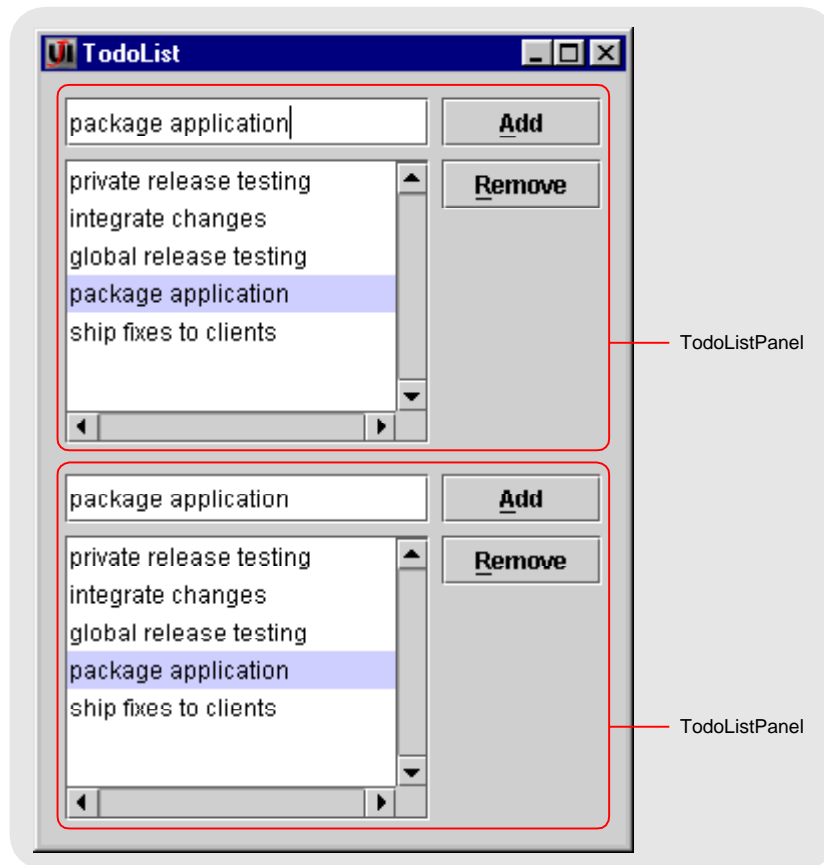 UI TodoList
package application
Add
private release testing
Remove
integrate changes
global release testing
package application
ship fixes to clients
TodoListPanel
package application
Add
private release testing
Remove
integrate changes
global release testing
package application
ship fixes to clients
TodoListPanel